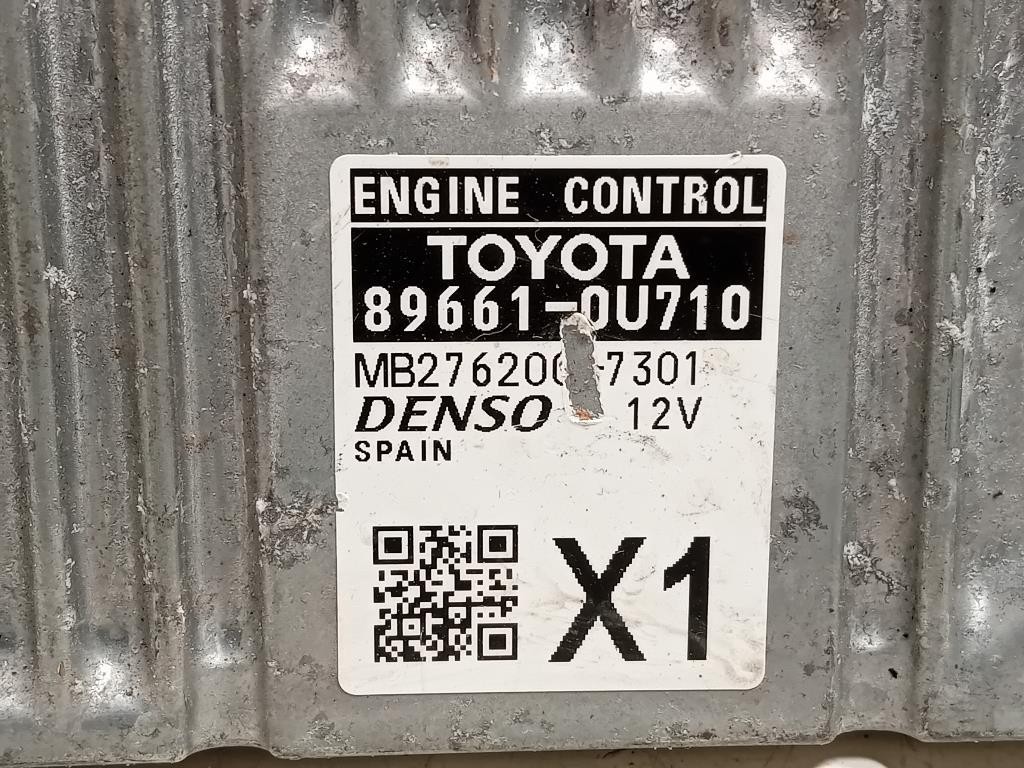 ENGINE CONTROL
TOYOTA
89661-0U710
DENSO 12V
SPAIN
X1